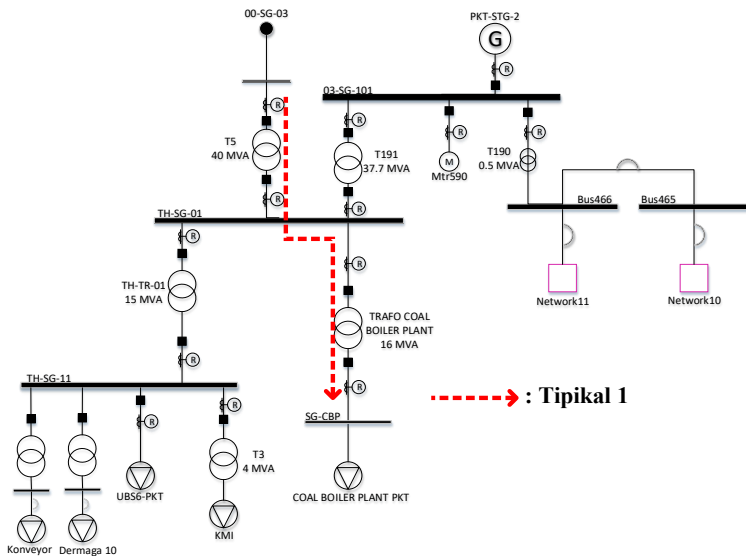 00-SG-03
PKT-STG-2
G
R
R
03-SG-101
T5
40 MVA
R
T191
37.7 MVA
R
M
Mtr590
R
T190
0.5 MVA
R
R
TH-SG-01
Bus466
Bus465
R
TH-TR-01
15 MVA
R
R
TRAFO COAL
BOILER PLANT
16 MVA
R
Network11
Network10
TH-SG-11
SG-CBP
: Tipikal 1
R
R
T3
4 MVA
UBS6-PKT
KMI
COAL BOILER PLANT PKT
Konveyor
Dermaga 10